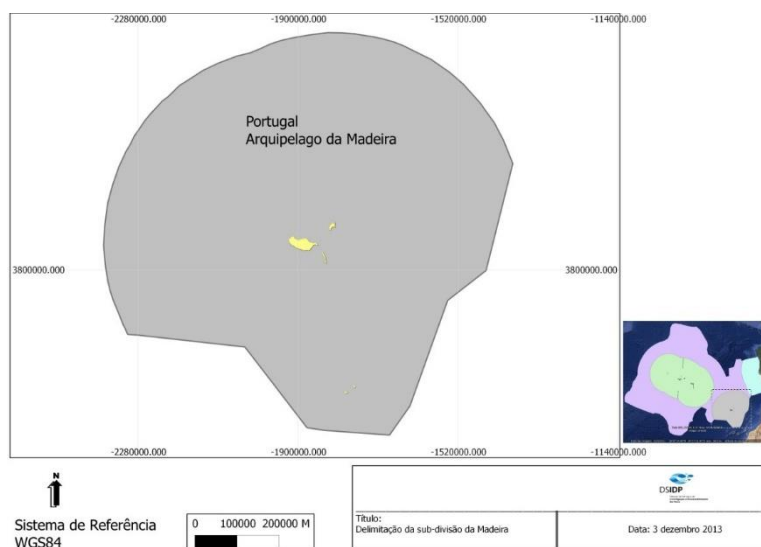 -2280000.000 -1900000.000 -1520000.000 -1140000.000
Portugal
Arquipelago da Madeira
3800000.000 3800000.000
-2280000.000 -1900000.000 -1520000.000 -1140000.000
N
Sistema de Referência
WGS84
0 100000 200000 M
DSIDP
Título:
Delimitação da sub-divisão da Madeira
Data: 3 dezembro 2013